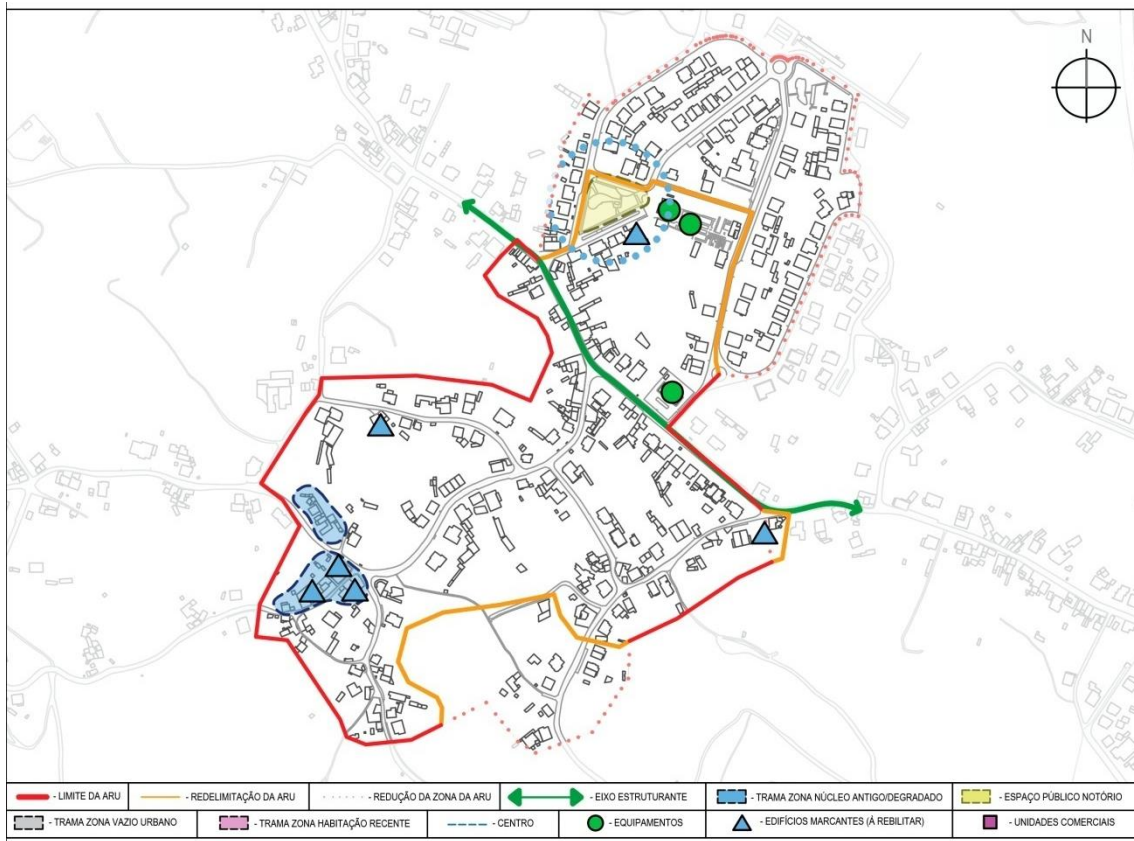 N
- LIMITE DA ARU
- REDELIMITAÇÃO DA ARU
- REDUÇÃO DA ZONA DA ARU
- EIXO ESTRUTURANTE
- TRAMA ZONA NÚCLEO ANTIGO/DEGRADADO
- ESPAÇO PÚBLICO NOTÓRIO
- TRAMA ZONA VAZIO URBANO
- TRAMA ZONA HABITAÇÃO RECENTE
- CENTRO
- EQUIPAMENTOS
- EDIFÍCIOS MARCANTES (Á REBILITAR)
- UNIDADES COMERCIAIS